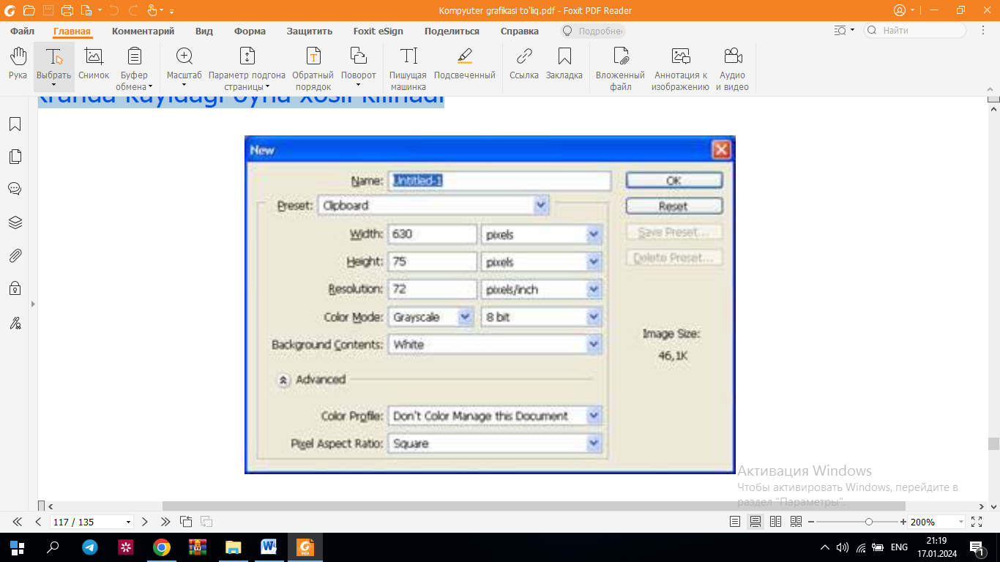 Kompyuter grafikasi to'liq.pdf - Foxit PDF Reader
Файл Главная Комментарий Вид Форма Защитить Foxit eSign Поделиться Справка Подробнее Найти
Рука Выбрать Снимок Буфер обмена Масштаб Параметр подгона страницы Обратный порядок Поворот Пишущая машинка Подсвеченный Ссылка Закладка Вложенный файл Аннотация к изображению Аудио и видео
New
Name: Untitled-1 OK
Preset: Clipboard Reset
Width: 630 pixels Save Preset...
Height: 75 pixels Delete Preset...
Resolution: 72 pixels/inch
Color Mode: Grayscale 8 bit
Image Size:
Background Contents: White
46,1K
Advanced
Color Profile: Don't Color Manage this Document
Pixel Aspect Ratio: Square
Активация Windows
Чтобы активировать Windows, перейдите в
раздел "Параметры".
117 / 135 200%
ENG 21:19
17.01.2024
1